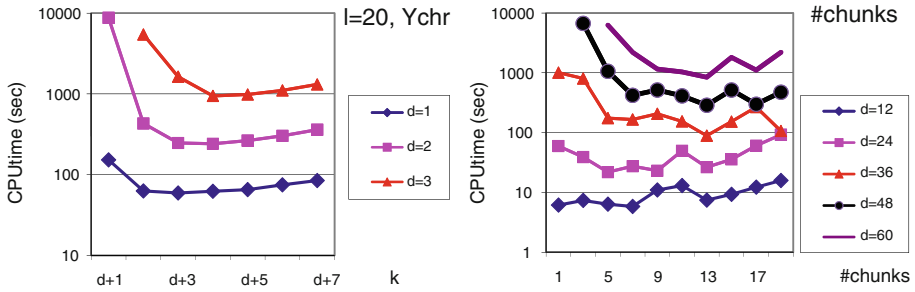 l=20, Ychr
CPUtime (sec)
10000
1000
100
10
d+1
d+3
d+5
d+7
k
d=1
d=2
d=3
#chunks
CPUtime (sec)
10000
1000
100
10
1
1
5
9
13
17
#chunks
d=12
d=24
d=36
d=48
d=60